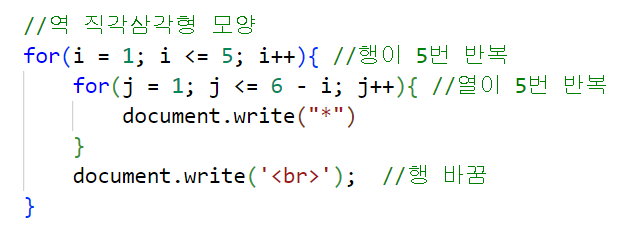 //역 직각삼각형 모양
for(i = 1; i <= 5; i++){ //행이 5번 반복
    for(j = 1; j <= 6 - i; j++){ //열이 5번 반복
        document.write("*")
    }
    document.write('<br>');  //행 바꿈
}